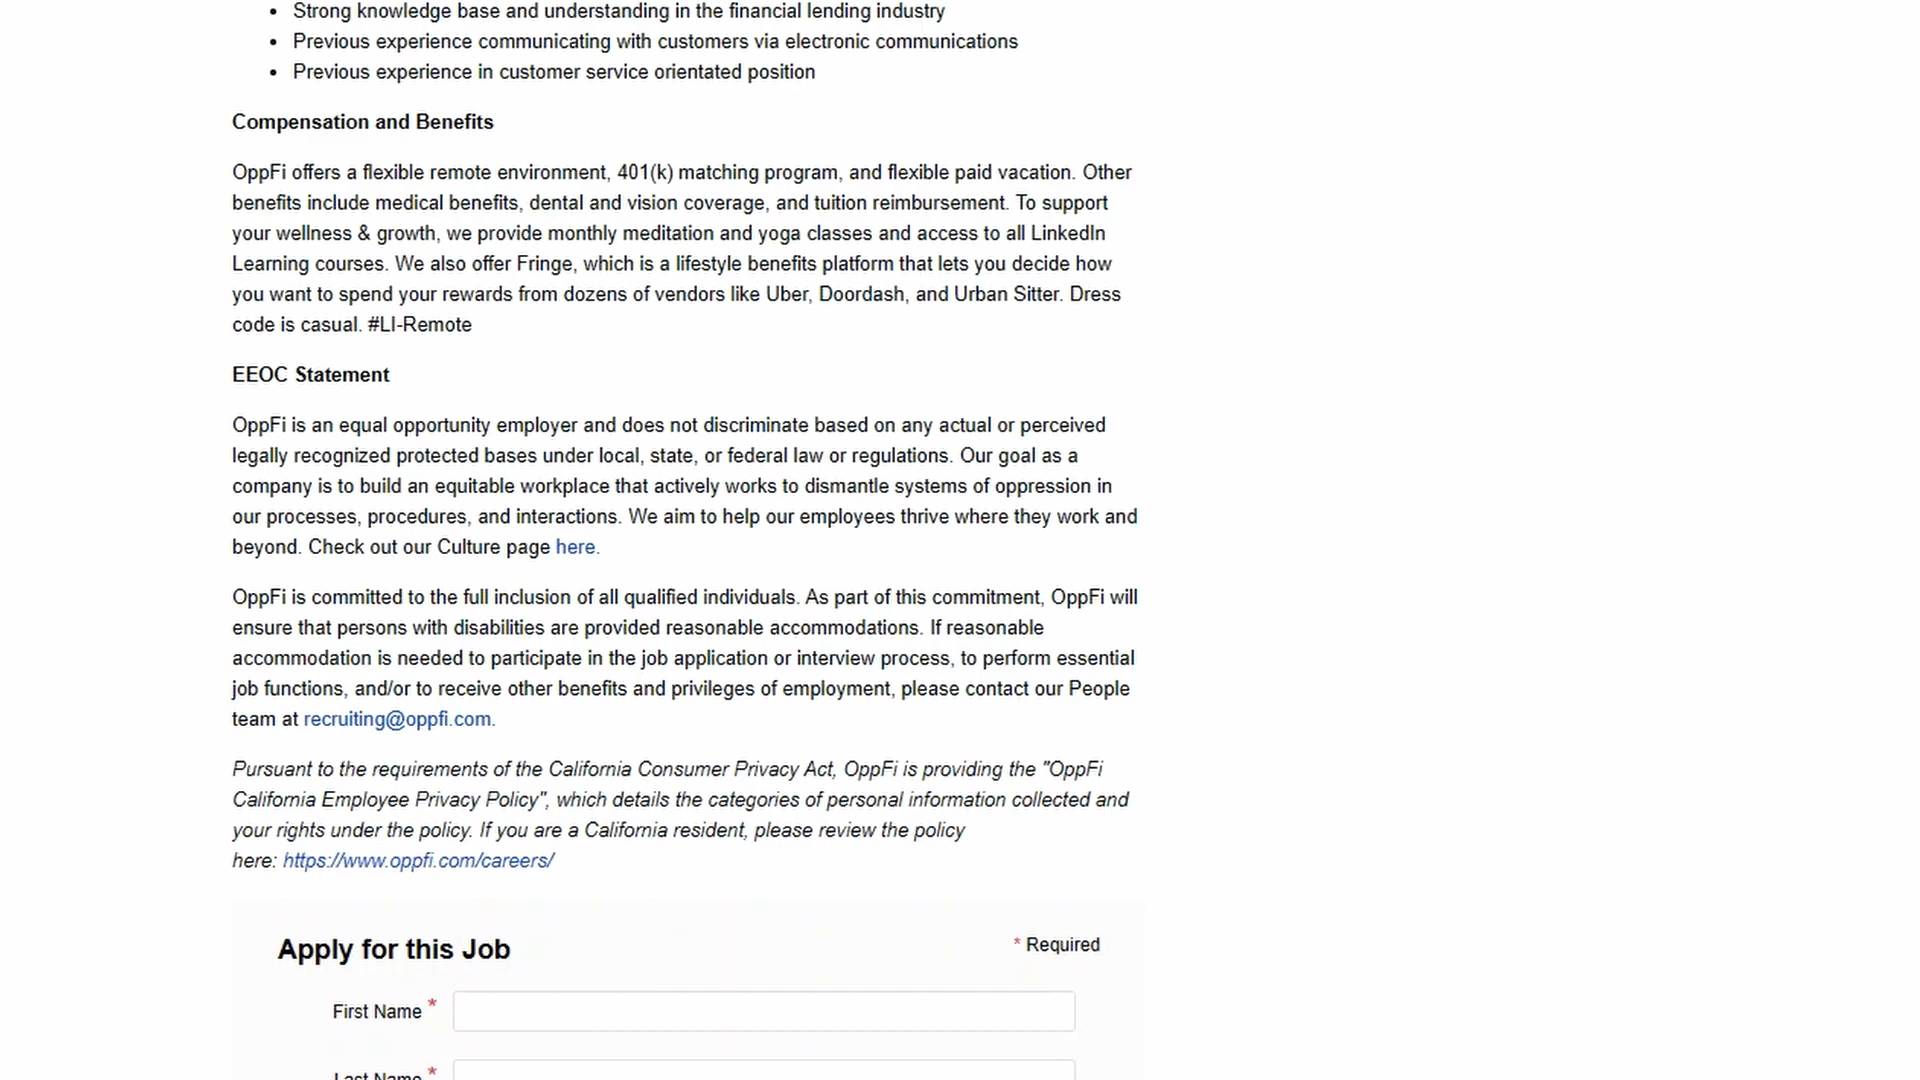 • Strong knowledge base and understanding in the financial lending industry
• Previous experience communicating with customers via electronic communications
• Previous experience in customer service orientated position
Compensation and Benefits
OppFi offers a flexible remote environment, 401(k) matching program, and flexible paid vacation. Other
benefits include medical benefits, dental and vision coverage, and tuition reimbursement. To support
your wellness & growth, we provide monthly meditation and yoga classes and access to all LinkedIn
Learning courses. We also offer Fringe, which is a lifestyle benefits platform that lets you decide how
you want to spend your rewards from dozens of vendors like Uber, Doordash, and Urban Sitter. Dress
code is casual. #LI-Remote
EEOC Statement
OppFi is an equal opportunity employer and does not discriminate based on any actual or perceived
legally recognized protected bases under local, state, or federal law or regulations. Our goal as a
company is to build an equitable workplace that actively works to dismantle systems of oppression in
our processes, procedures, and interactions. We aim to help our employees thrive where they work and
beyond. Check out our Culture page here.
OppFi is committed to the full inclusion of all qualified individuals. As part of this commitment, OppFi will
ensure that persons with disabilities are provided reasonable accommodations. If reasonable
accommodation is needed to participate in the job application or interview process, to perform essential
job functions, and/or to receive other benefits and privileges of employment, please contact our People
team at recruiting@oppfi.com.
Pursuant to the requirements of the California Consumer Privacy Act, OppFi is providing the "OppFi
California Employee Privacy Policy", which details the categories of personal information collected and
your rights under the policy. If you are a California resident, please review the policy
here: https://www.oppfi.com/careers/
Apply for this Job
* Required
First Name *
Last Name *